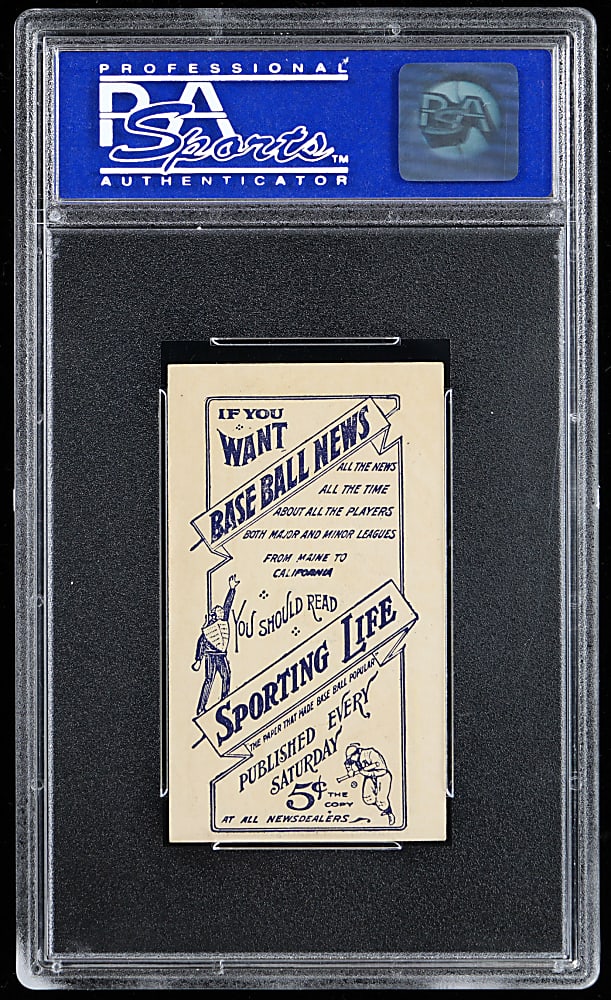 PROFESSIONAL
PSA
Sports™
AUTHENTICATOR
PSA
IF YOU
WANT
BASE BALL NEWS
ALL THE NEWS
ALL THE TIME
ABOUT ALL THE PLAYERS
BOTH MAJOR AND MINOR LEAGUES
FROM MAINE TO
CALIFORNIA
YOU SHOULD READ
SPORTING LIFE
THE PAPER THAT MADE BASE BALL POPULAR
PUBLISHED EVERY
SATURDAY
5¢ THE
COPY
AT ALL NEWSDEALERS